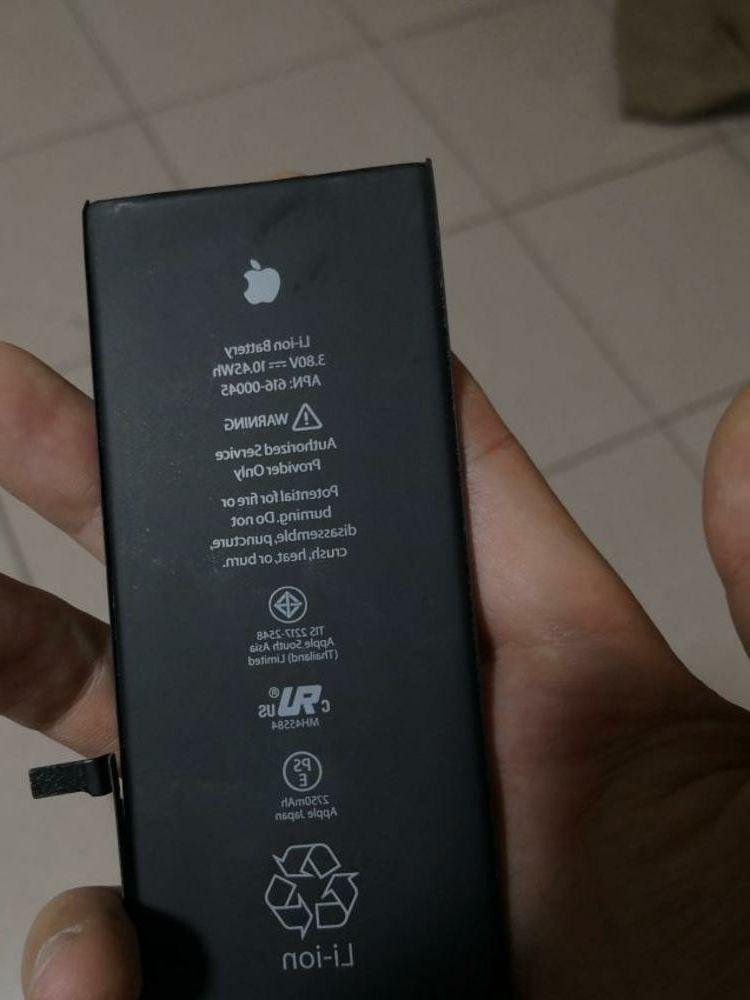 Li-ion Battery
3.80V ⎓ 10.45Wh
APN: 616-00045
⚠ WARNING
Authorized Service
Provider Only
Potential for fire or
burning. Do not
disassemble, puncture,
crush, heat, or burn.
TIS 2217-2548
Apple South Asia
(Thailand) Limited
c RU® US
MH45584
PS
E
2750mAh
Apple Japan
Li-ion